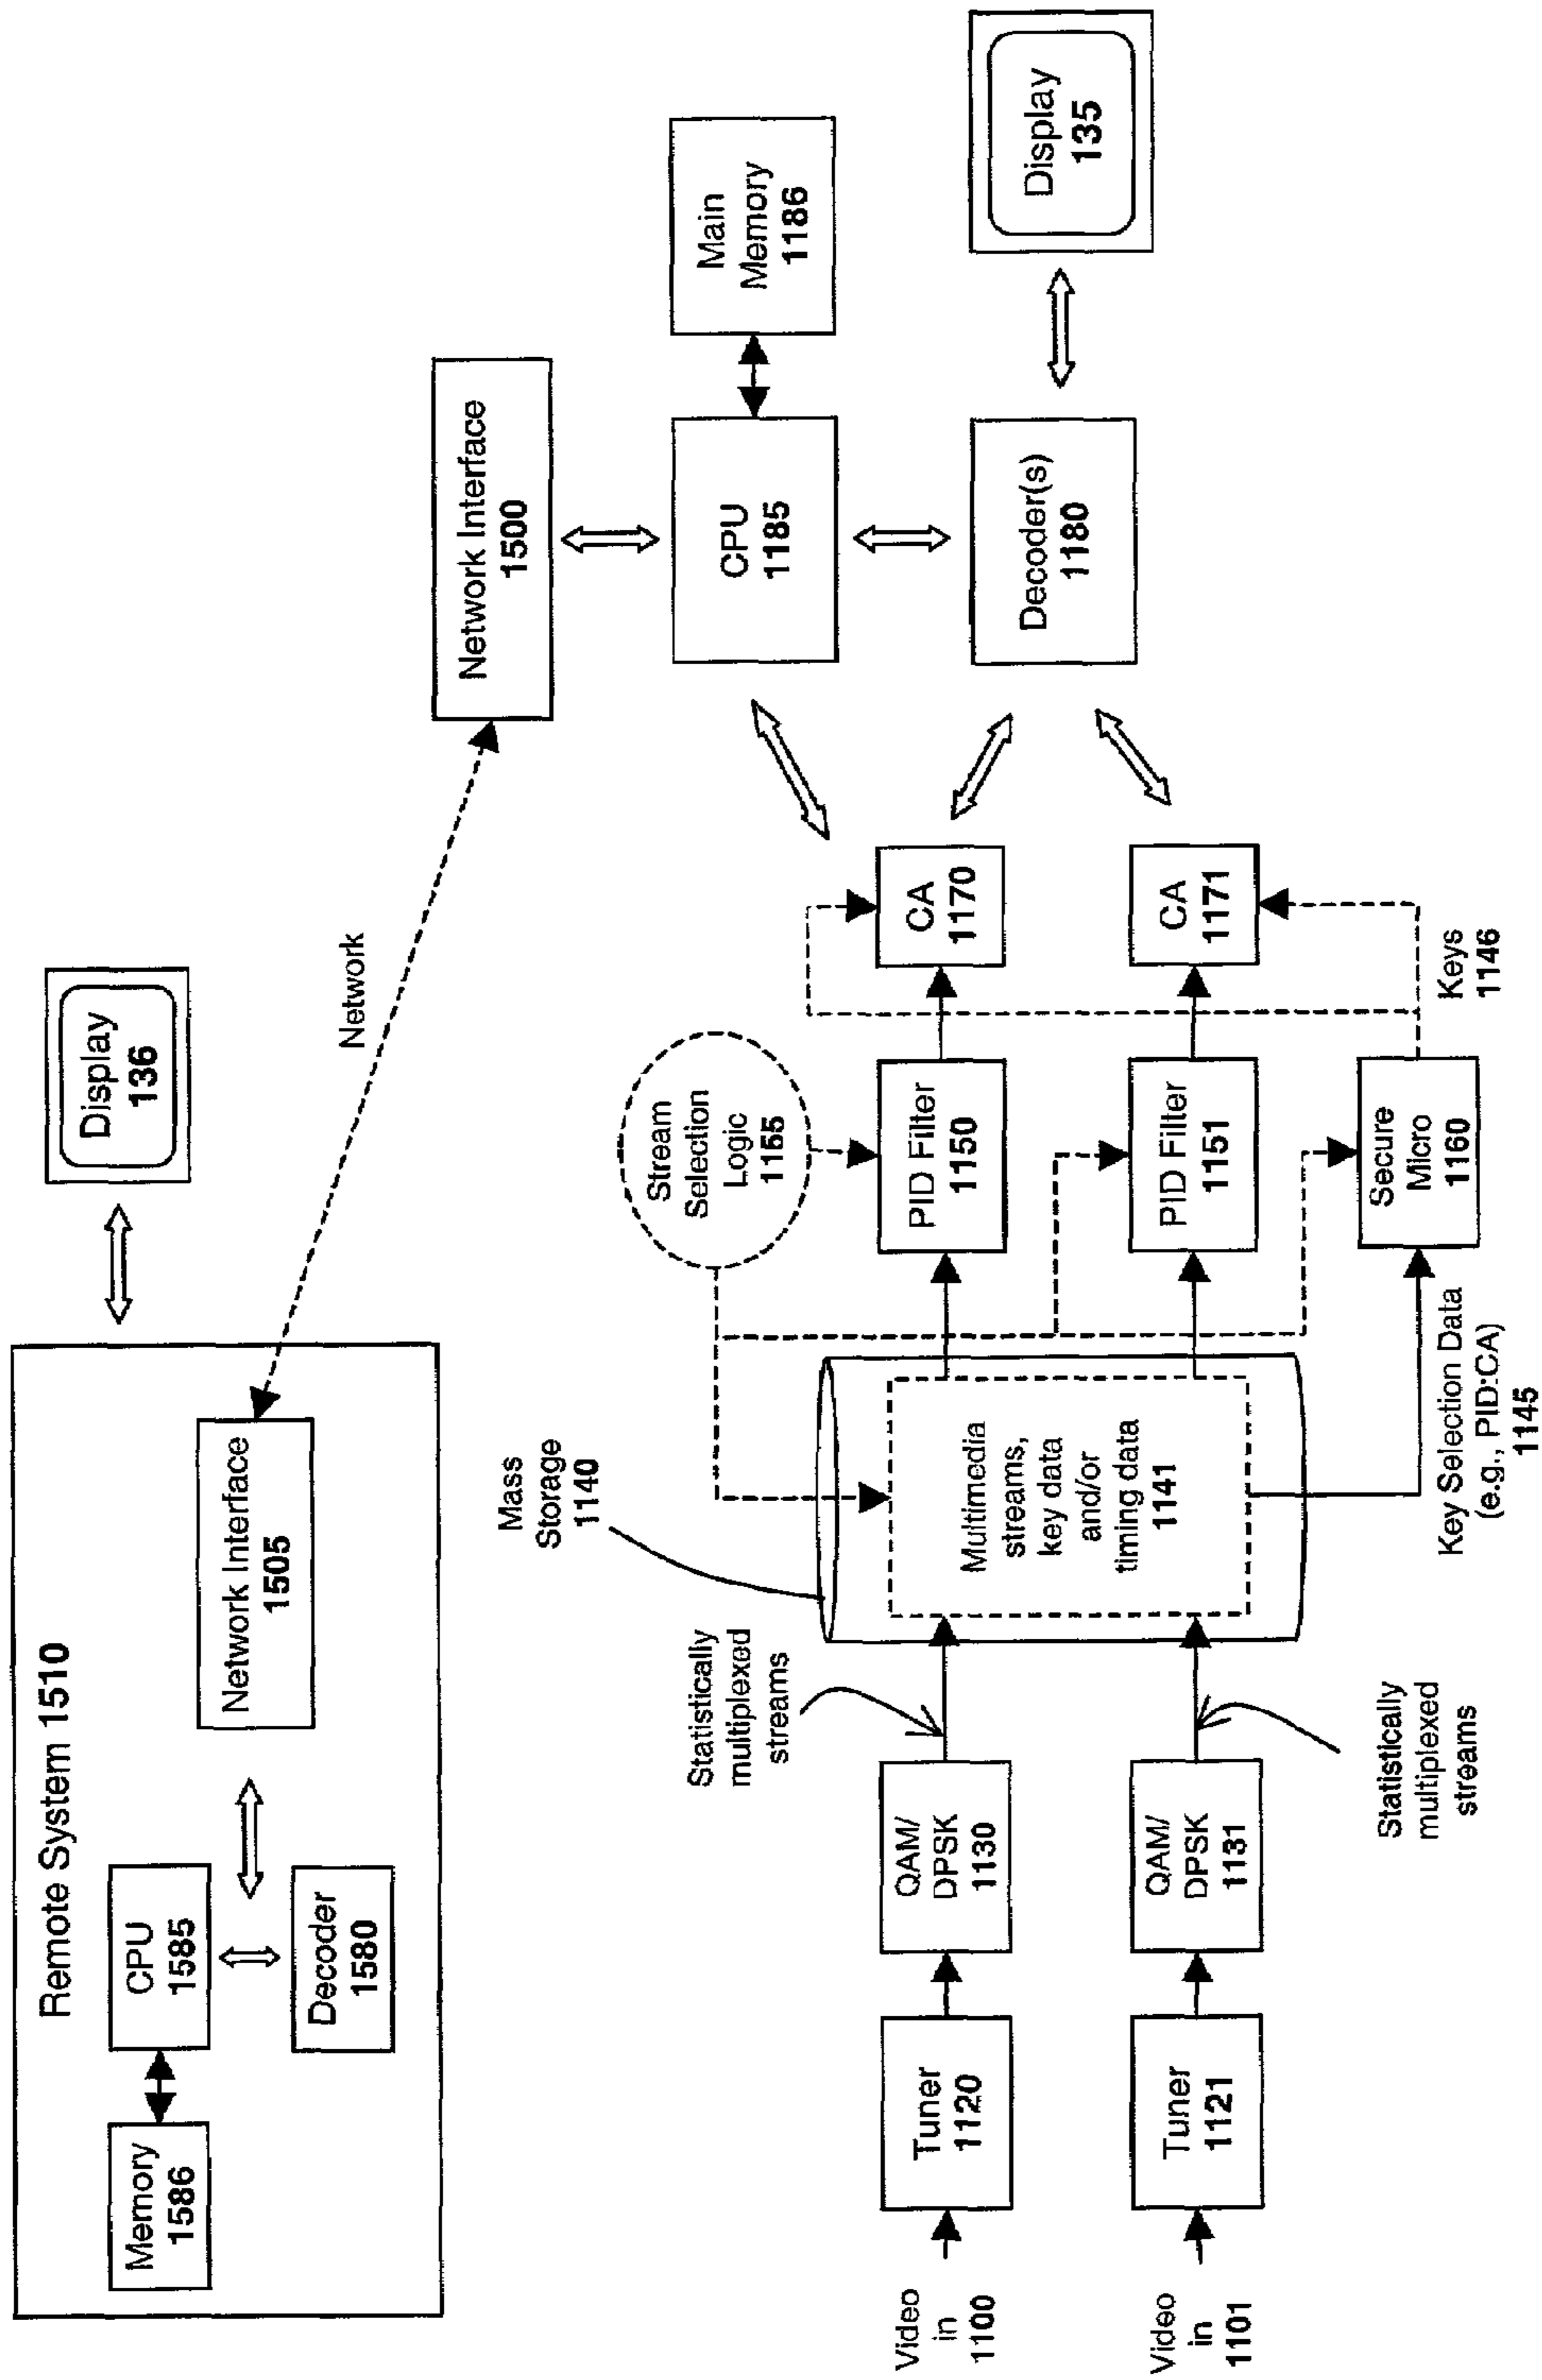 Remote System 1510
Memory
1586
CPU
1585
Decoder
1580
Network Interface
1505
Display
136
Network
Network Interface
1500
Main
Memory
1186
CPU
1185
Decoder(s)
1180
Display
135
Mass
Storage
1140
Stream
Selection
Logic
1155
Video
in
1100
Tuner
1120
QAM/
DPSK
1130
Statistically
multiplexed
streams
Multimedia
streams,
key data
and/or
timing data
1141
PID Filter
1150
CA
1170
Video
in
1101
Tuner
1121
QAM/
DPSK
1131
Statistically
multiplexed
streams
PID Filter
1151
CA
1171
Key Selection Data
(e.g., PID:CA)
1145
Secure
Micro
1160
Keys
1146